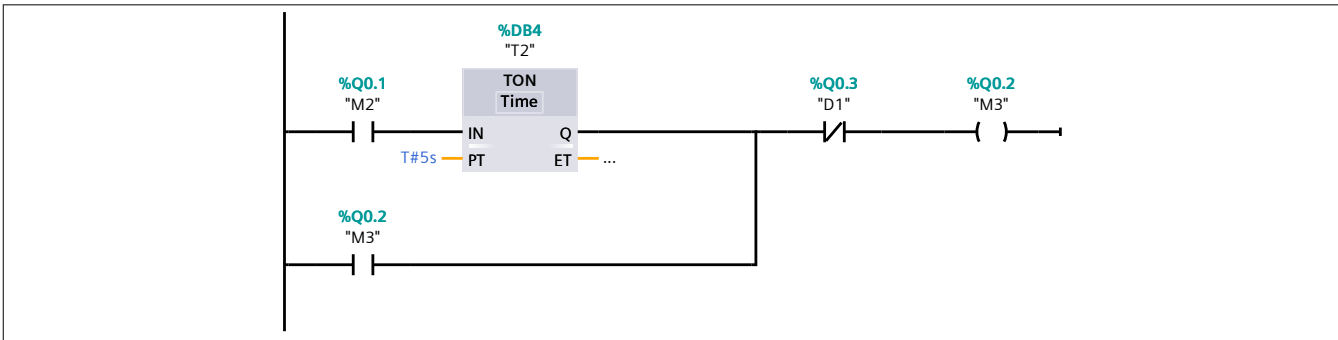 %DB4
"T2"
%Q0.1
"M2"
TON
Time
%Q0.3
"D1"
%Q0.2
"M3"
IN
Q
T#5s
PT
ET
...
%Q0.2
"M3"